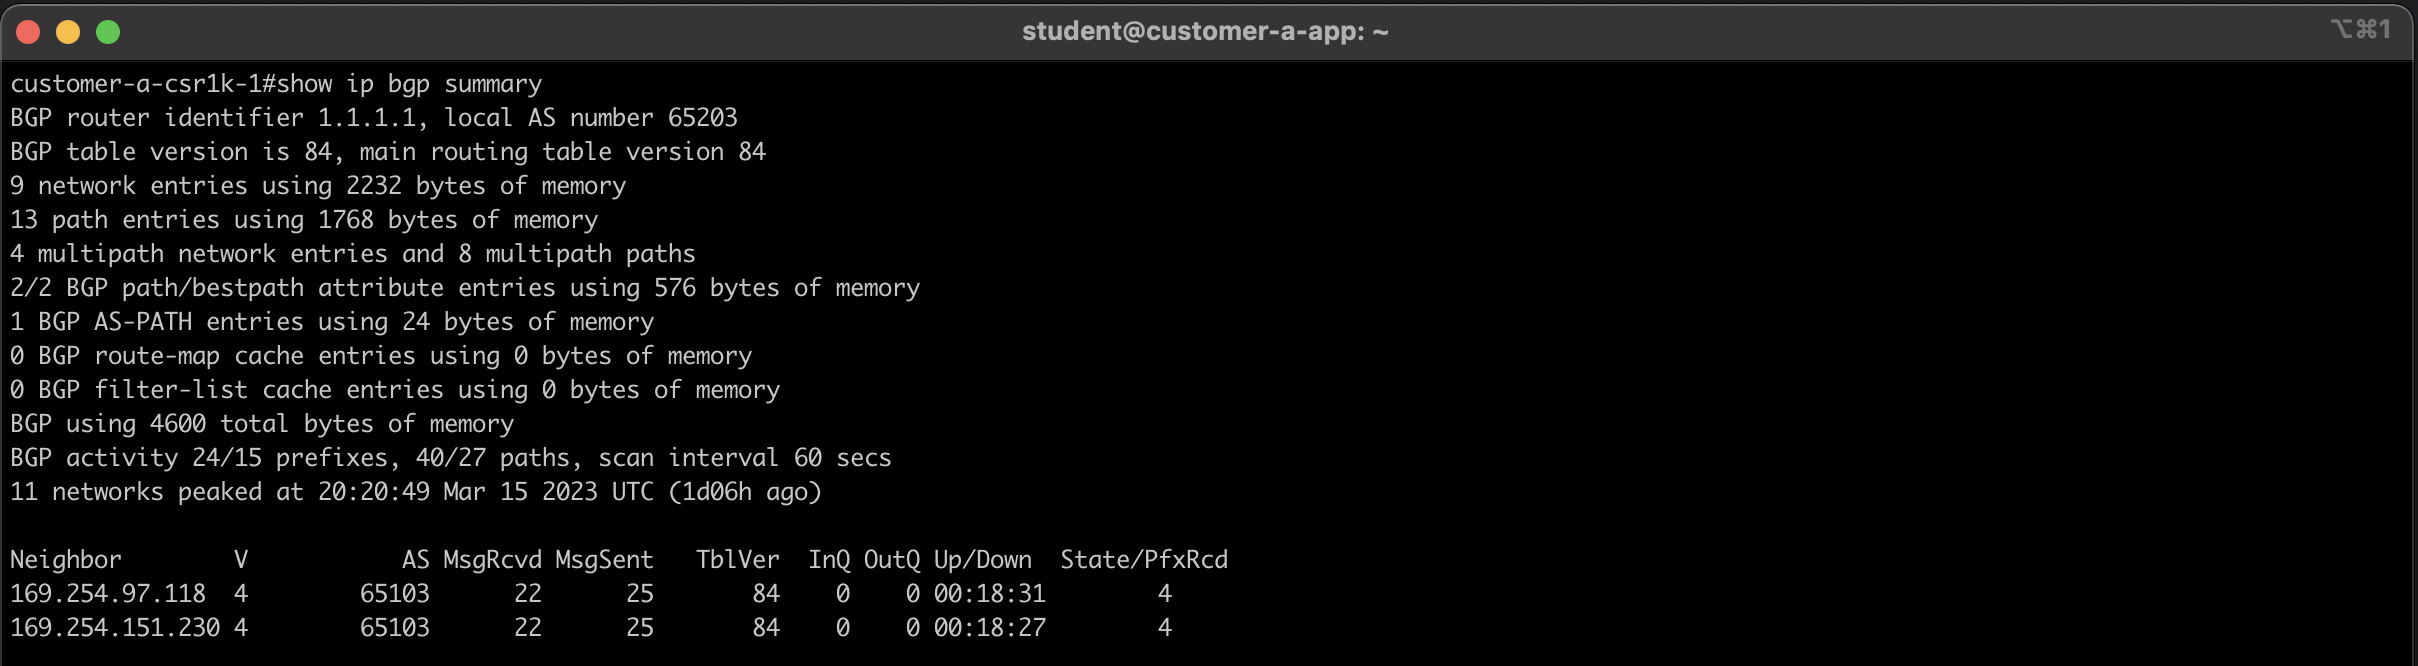 student@customer-a-app: ~
⌥⌘1
customer-a-csr1k-1#show ip bgp summary
BGP router identifier 1.1.1.1, local AS number 65203
BGP table version is 84, main routing table version 84
9 network entries using 2232 bytes of memory
13 path entries using 1768 bytes of memory
4 multipath network entries and 8 multipath paths
2/2 BGP path/bestpath attribute entries using 576 bytes of memory
1 BGP AS-PATH entries using 24 bytes of memory
0 BGP route-map cache entries using 0 bytes of memory
0 BGP filter-list cache entries using 0 bytes of memory
BGP using 4600 total bytes of memory
BGP activity 24/15 prefixes, 40/27 paths, scan interval 60 secs
11 networks peaked at 20:20:49 Mar 15 2023 UTC (1d06h ago)
Neighbor        V           AS MsgRcvd MsgSent   TblVer  InQ OutQ Up/Down  State/PfxRcd
169.254.97.118  4        65103      22      25       84    0    0 00:18:31        4
169.254.151.230 4        65103      22      25       84    0    0 00:18:27        4